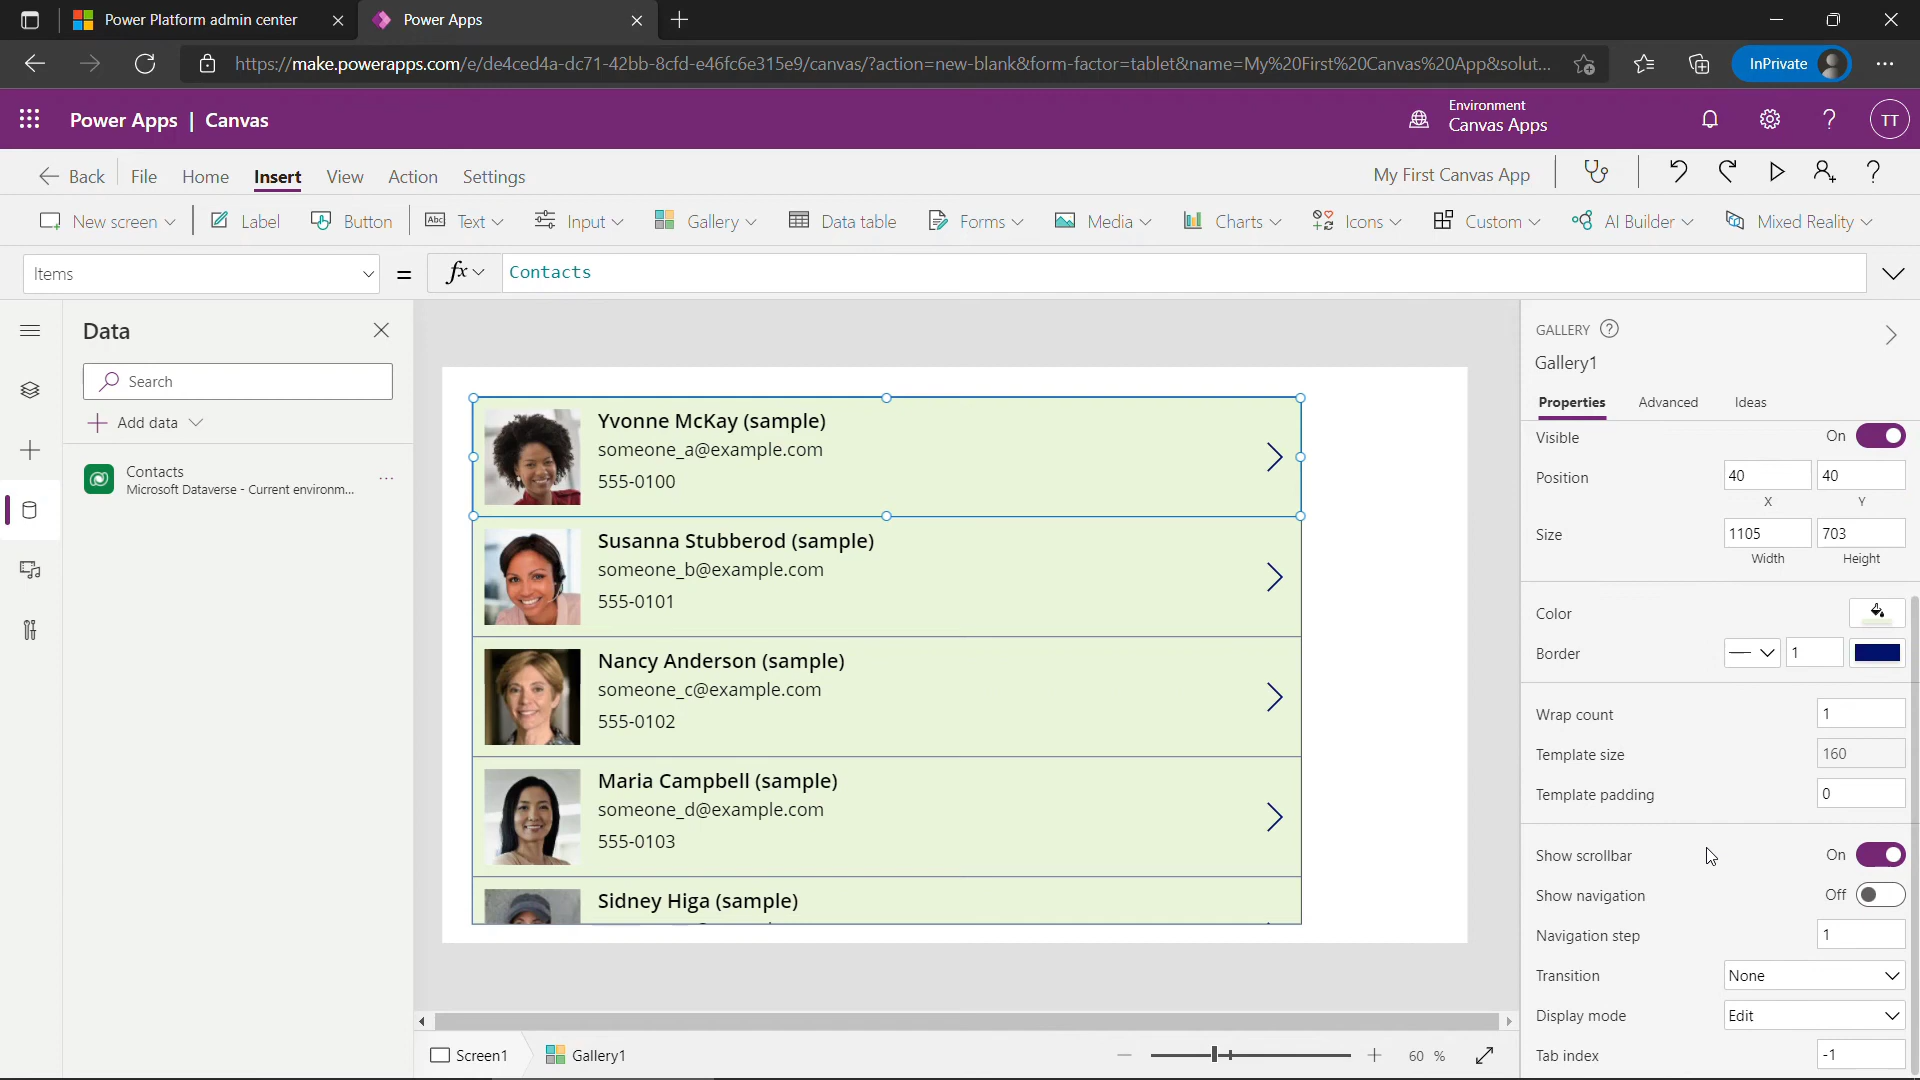 Power Platform admin center
Power Apps
https://make.powerapps.com/e/de4ced4a-dc71-42bb-8cfd-e46fc6e315e9/canvas/?action=new-blank&form-factor=tablet&name=My%20First%20Canvas%20App&solut...
InPrivate
Power Apps | Canvas
Environment
Canvas Apps
TT
Back
File
Home
Insert
View
Action
Settings
My First Canvas App
New screen
Label
Button
Abc
Text
Input
Gallery
Data table
Forms
Media
Charts
Icons
Custom
AI Builder
Mixed Reality
Items
=
fx
Contacts
Data
Search
Add data
Contacts
Microsoft Dataverse - Current environm...
Yvonne McKay (sample)
someone_a@example.com
555-0100
Susanna Stubberod (sample)
someone_b@example.com
555-0101
Nancy Anderson (sample)
someone_c@example.com
555-0102
Maria Campbell (sample)
someone_d@example.com
555-0103
Sidney Higa (sample)
GALLERY
Gallery1
Properties
Advanced
Ideas
Visible
On
Position
40
40
X
Y
Size
1105
703
Width
Height
Color
Border
1
Wrap count
1
Template size
160
Template padding
0
Show scrollbar
On
Show navigation
Off
Navigation step
1
Transition
None
Display mode
Edit
Tab index
-1
Screen1
Gallery1
60 %